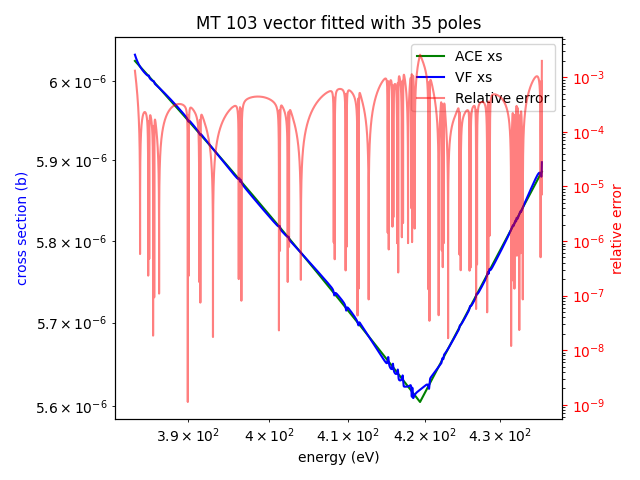 MT 103 vector fitted with 35 poles
ACE xs
VF xs
Relative error
cross section (b)
6 × 10⁻⁶
5.9 × 10⁻⁶
5.8 × 10⁻⁶
5.7 × 10⁻⁶
5.6 × 10⁻⁶
10⁻³
10⁻⁴
10⁻⁵
10⁻⁶
10⁻⁷
10⁻⁸
10⁻⁹
relative error
3.9 × 10² 4 × 10² 4.1 × 10² 4.2 × 10² 4.3 × 10²
energy (eV)